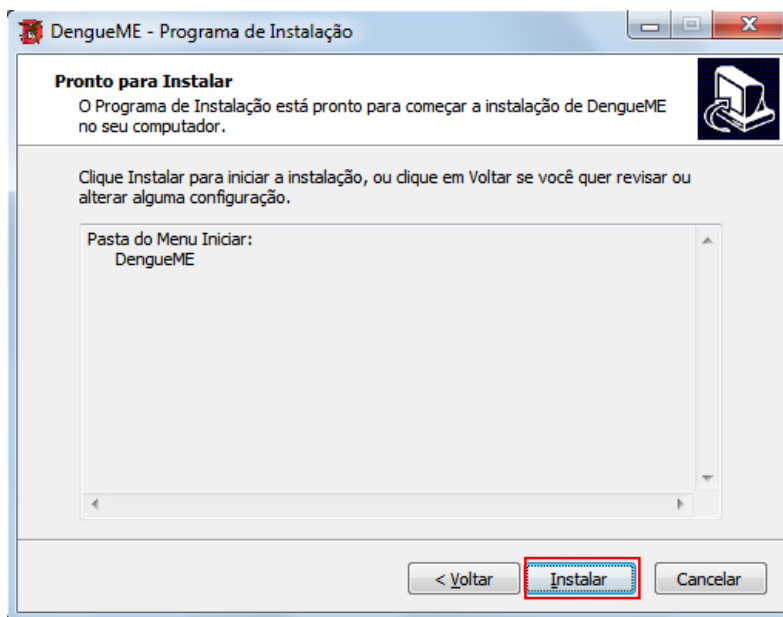 DengueME - Programa de Instalação
Pronto para Instalar
O Programa de Instalação está pronto para começar a instalação de DengueME
no seu computador.
Clique Instalar para iniciar a instalação, ou clique em Voltar se você quer revisar ou
alterar alguma configuração.
Pasta do Menu Iniciar:
DengueME
< Voltar
Instalar
Cancelar